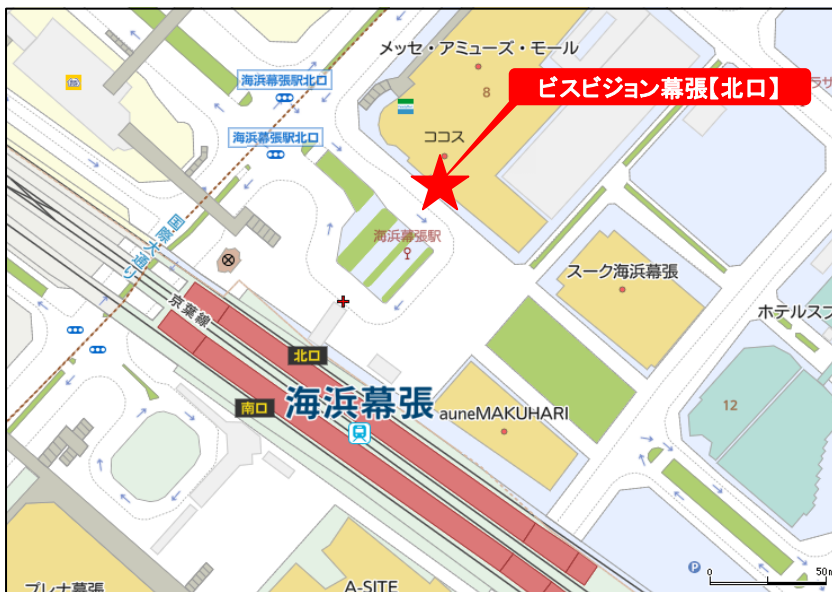 メッセ・アミューズ・モール
海浜幕張駅北口
ビスビジョン幕張【北口】
8
海浜幕張駅北口
ココス
国際大通り
海浜幕張駅
スーク海浜幕張
京葉線
ホテルスプ
北口
南口
海浜幕張
auneMAKUHARI
12
P
0
50m
プレナ幕張
A-SITE